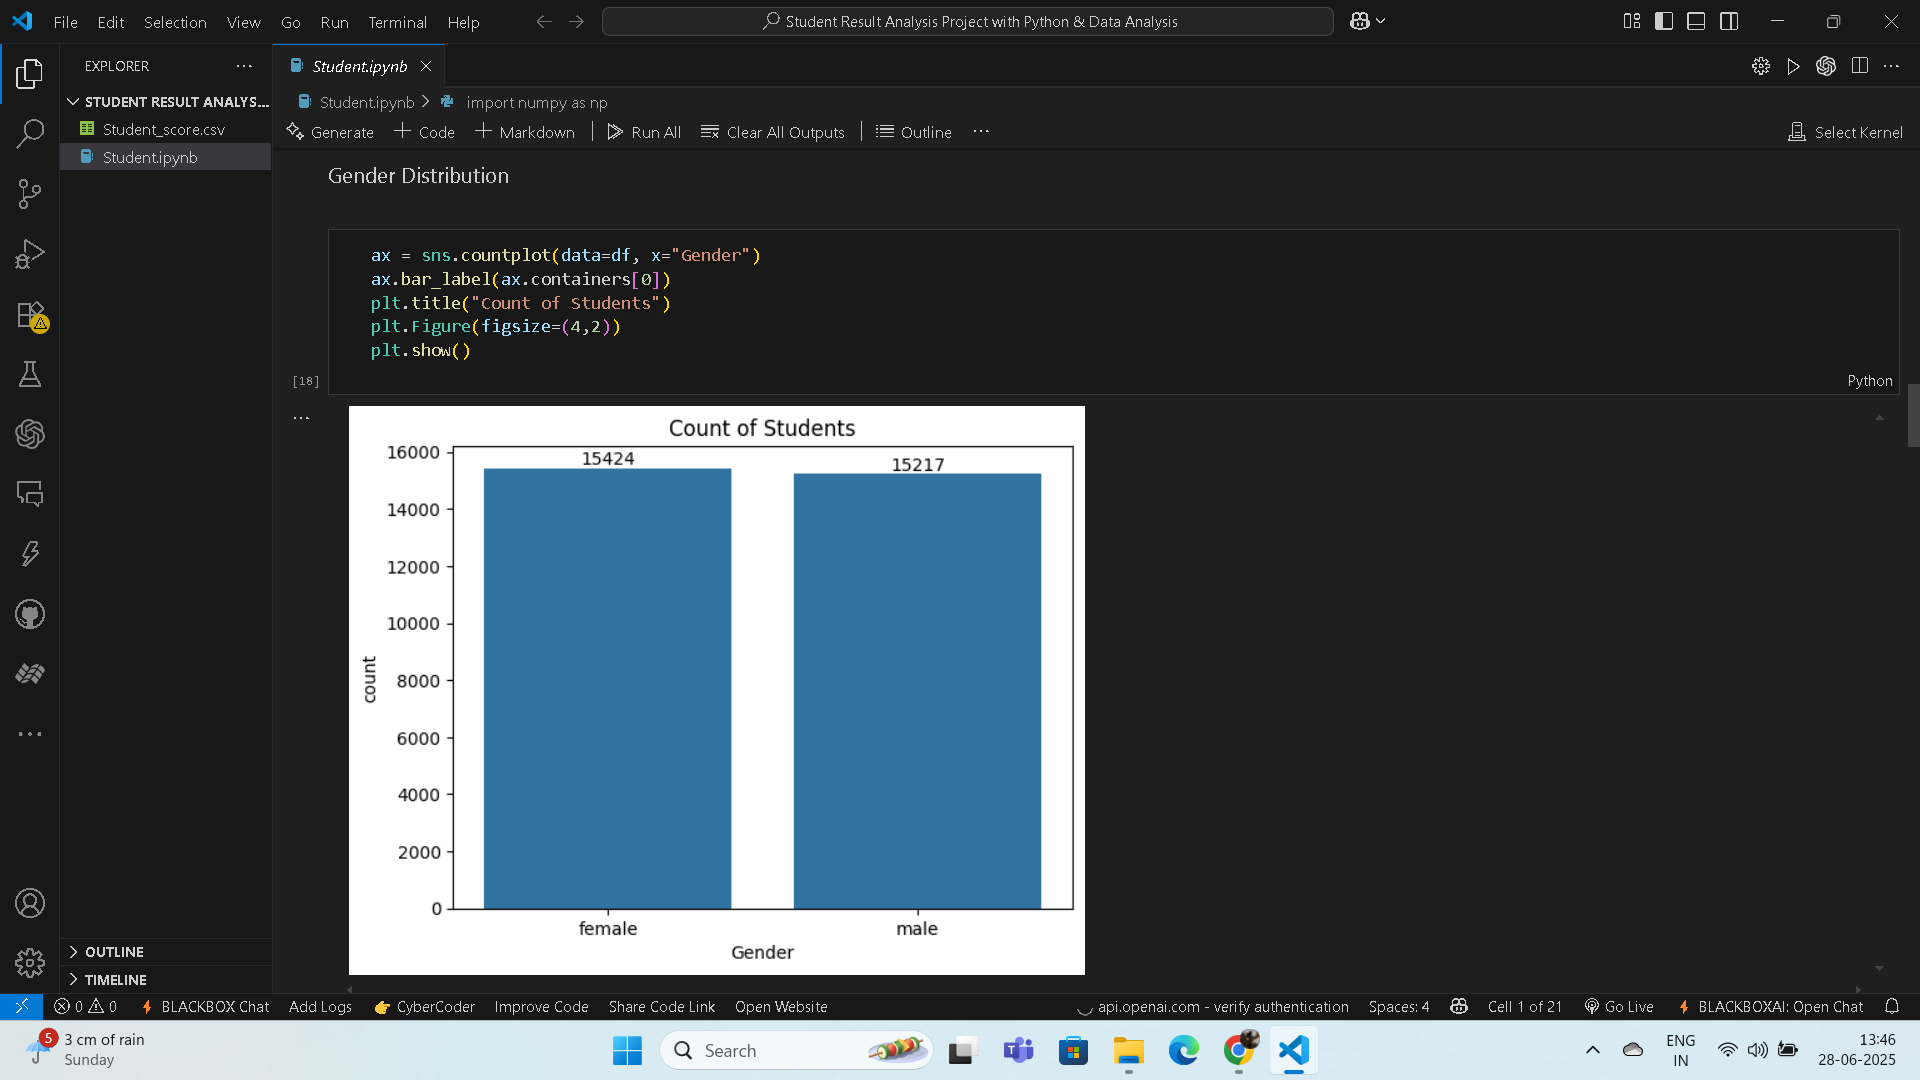 File Edit Selection View Go Run Terminal Help
Student Result Analysis Project with Python & Data Analysis
EXPLORER
STUDENT RESULT ANALYS...
Student_score.csv
Student.ipynb
Student.ipynb
Student.ipynb > import numpy as np
Generate + Code + Markdown Run All Clear All Outputs Outline ...
Select Kernel
Gender Distribution
ax = sns.countplot(data=df, x="Gender")
ax.bar_label(ax.containers[0])
plt.title("Count of Students")
plt.Figure(figsize=(4,2))
plt.show()
[18]
Python
Count of Students
16000
14000
12000
10000
8000
6000
4000
2000
0
count
15424
15217
female
male
Gender
OUTLINE
TIMELINE
0 0 BLACKBOX Chat Add Logs CyberCoder Improve Code Share Code Link Open Website
api.openai.com - verify authentication Spaces: 4 Cell 1 of 21 Go Live BLACKBOXAI: Open Chat
5
3 cm of rain
Sunday
Search
ENG
IN
13:46
28-06-2025